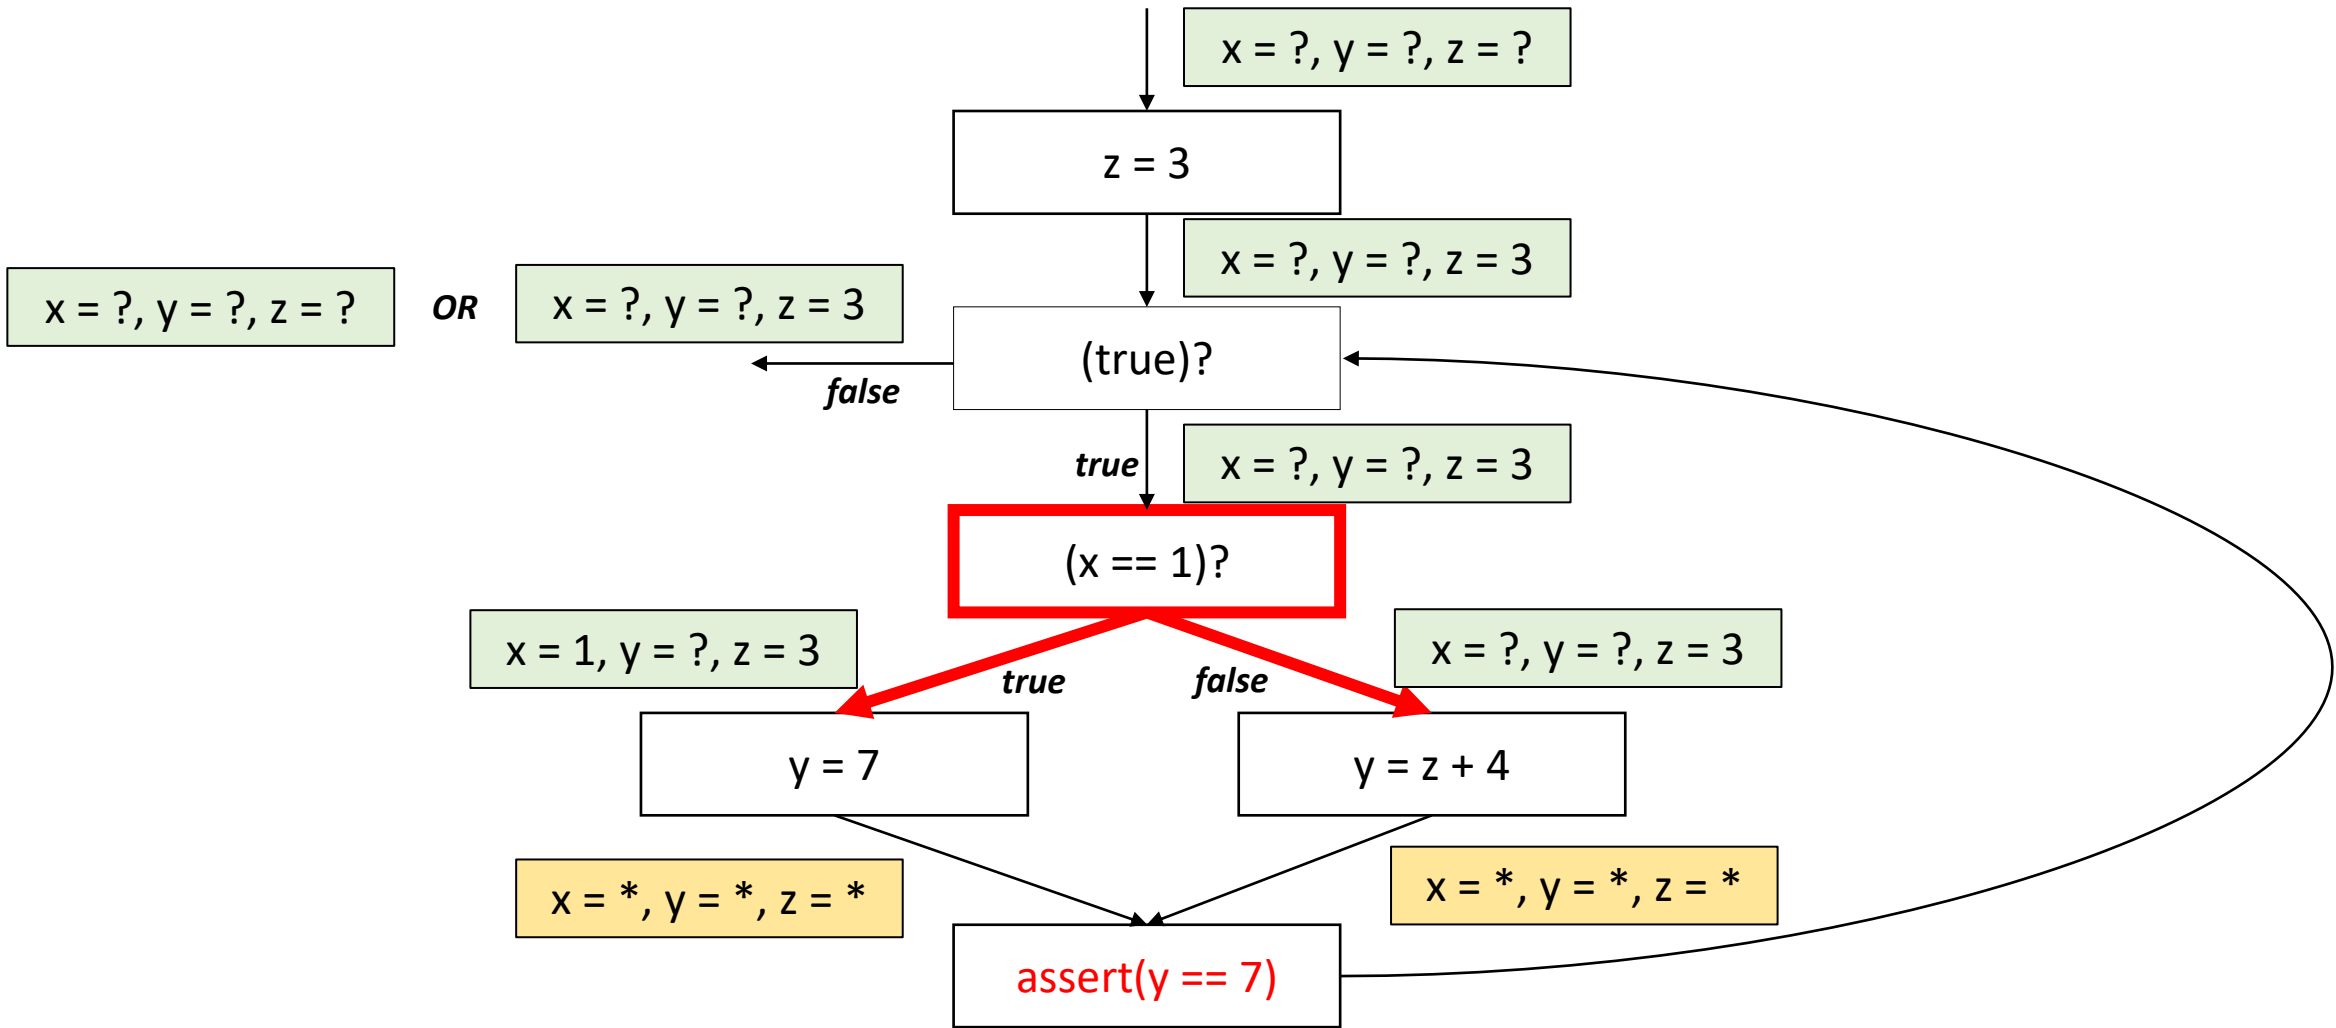 x = ?, y = ?, z = ?
z = 3
x = ?, y = ?, z = 3
x = ?, y = ?, z = ?
OR
x = ?, y = ?, z = 3
(true)?
false
true
x = ?, y = ?, z = 3
(x == 1)?
x = 1, y = ?, z = 3
true
false
x = ?, y = ?, z = 3
y = 7
y = z + 4
x = *, y = *, z = *
x = *, y = *, z = *
assert(y == 7)